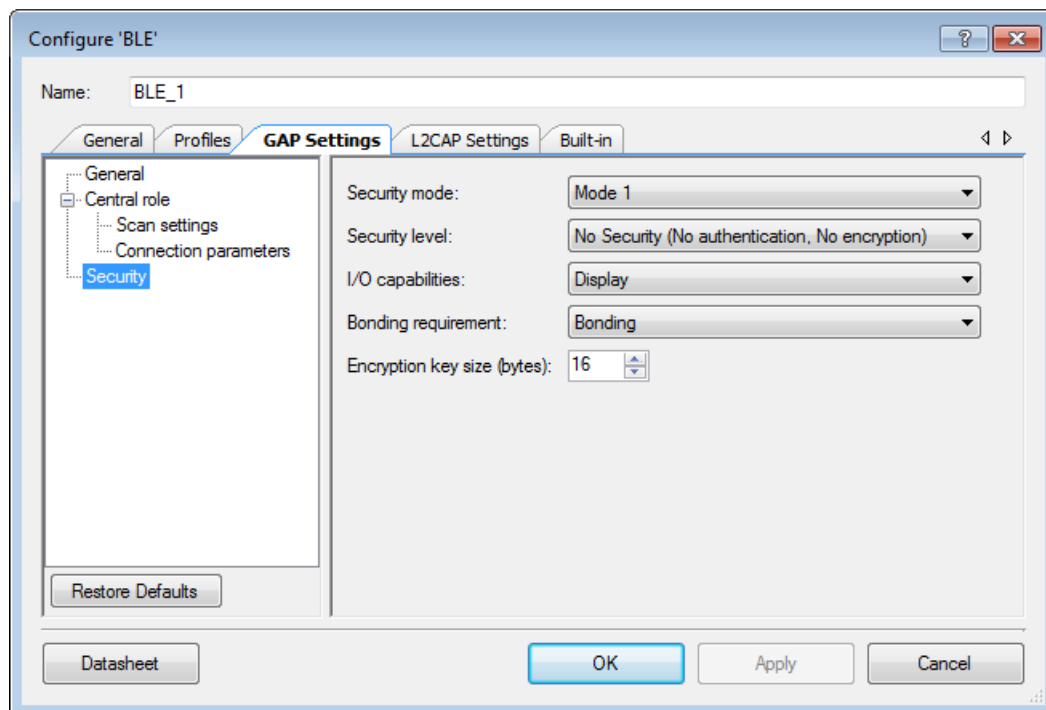 Configure 'BLE'
Name: BLE_1
General Profiles GAP Settings L2CAP Settings Built-in
General
Central role
Scan settings
Connection parameters
Security
Security mode: Mode 1
Security level: No Security (No authentication, No encryption)
I/O capabilities: Display
Bonding requirement: Bonding
Encryption key size (bytes): 16
Restore Defaults
Datasheet OK Apply Cancel